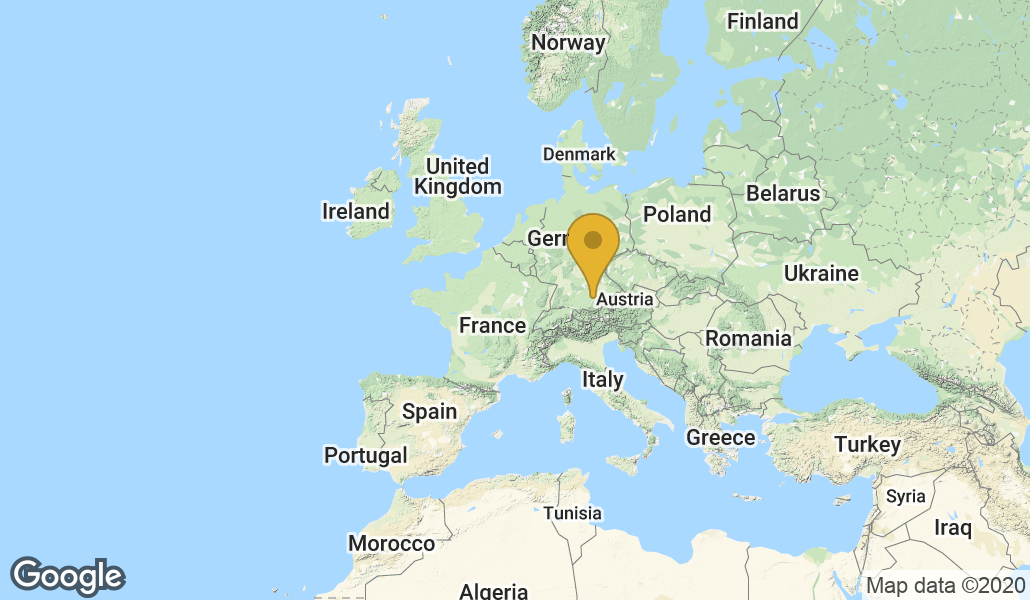 Finland
Norway
Denmark
United
Kingdom
Belarus
Ireland
Poland
Ger
Ukraine
Austria
France
Romania
Italy
Spain
Greece
Turkey
Portugal
Syria
Tunisia
Iraq
Morocco
Google
Map data ©2020
Algeria